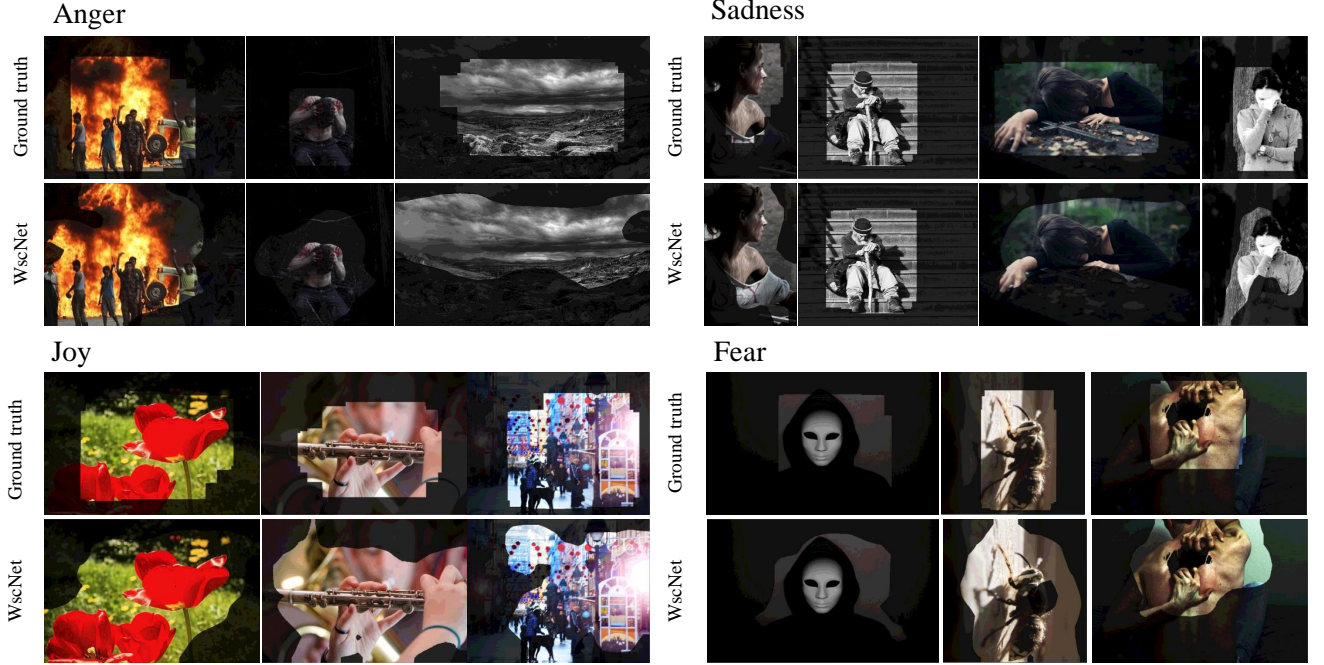 Anger
Ground truth
WscNet
Sadness
Ground truth
WscNet
Joy
Ground truth
WscNet
Fear
Ground truth
WscNet